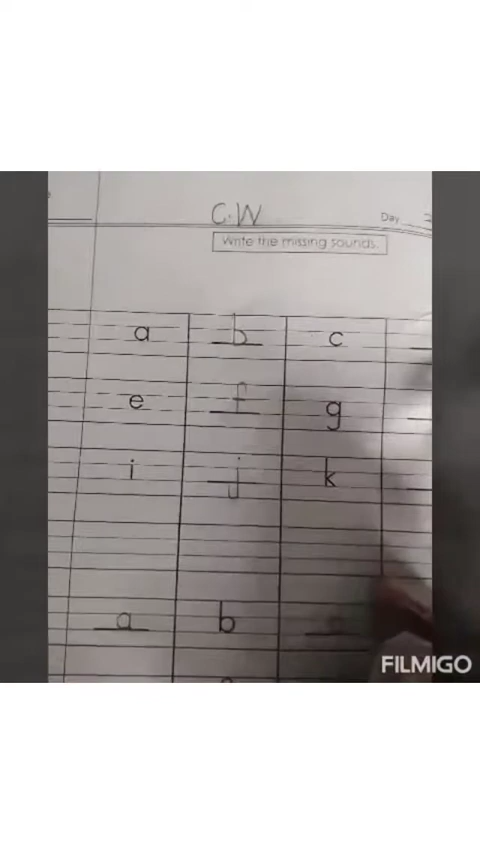 C.W
Day
Write the missing sounds.
a b c
e f g
i j k
a b
FILMIGO